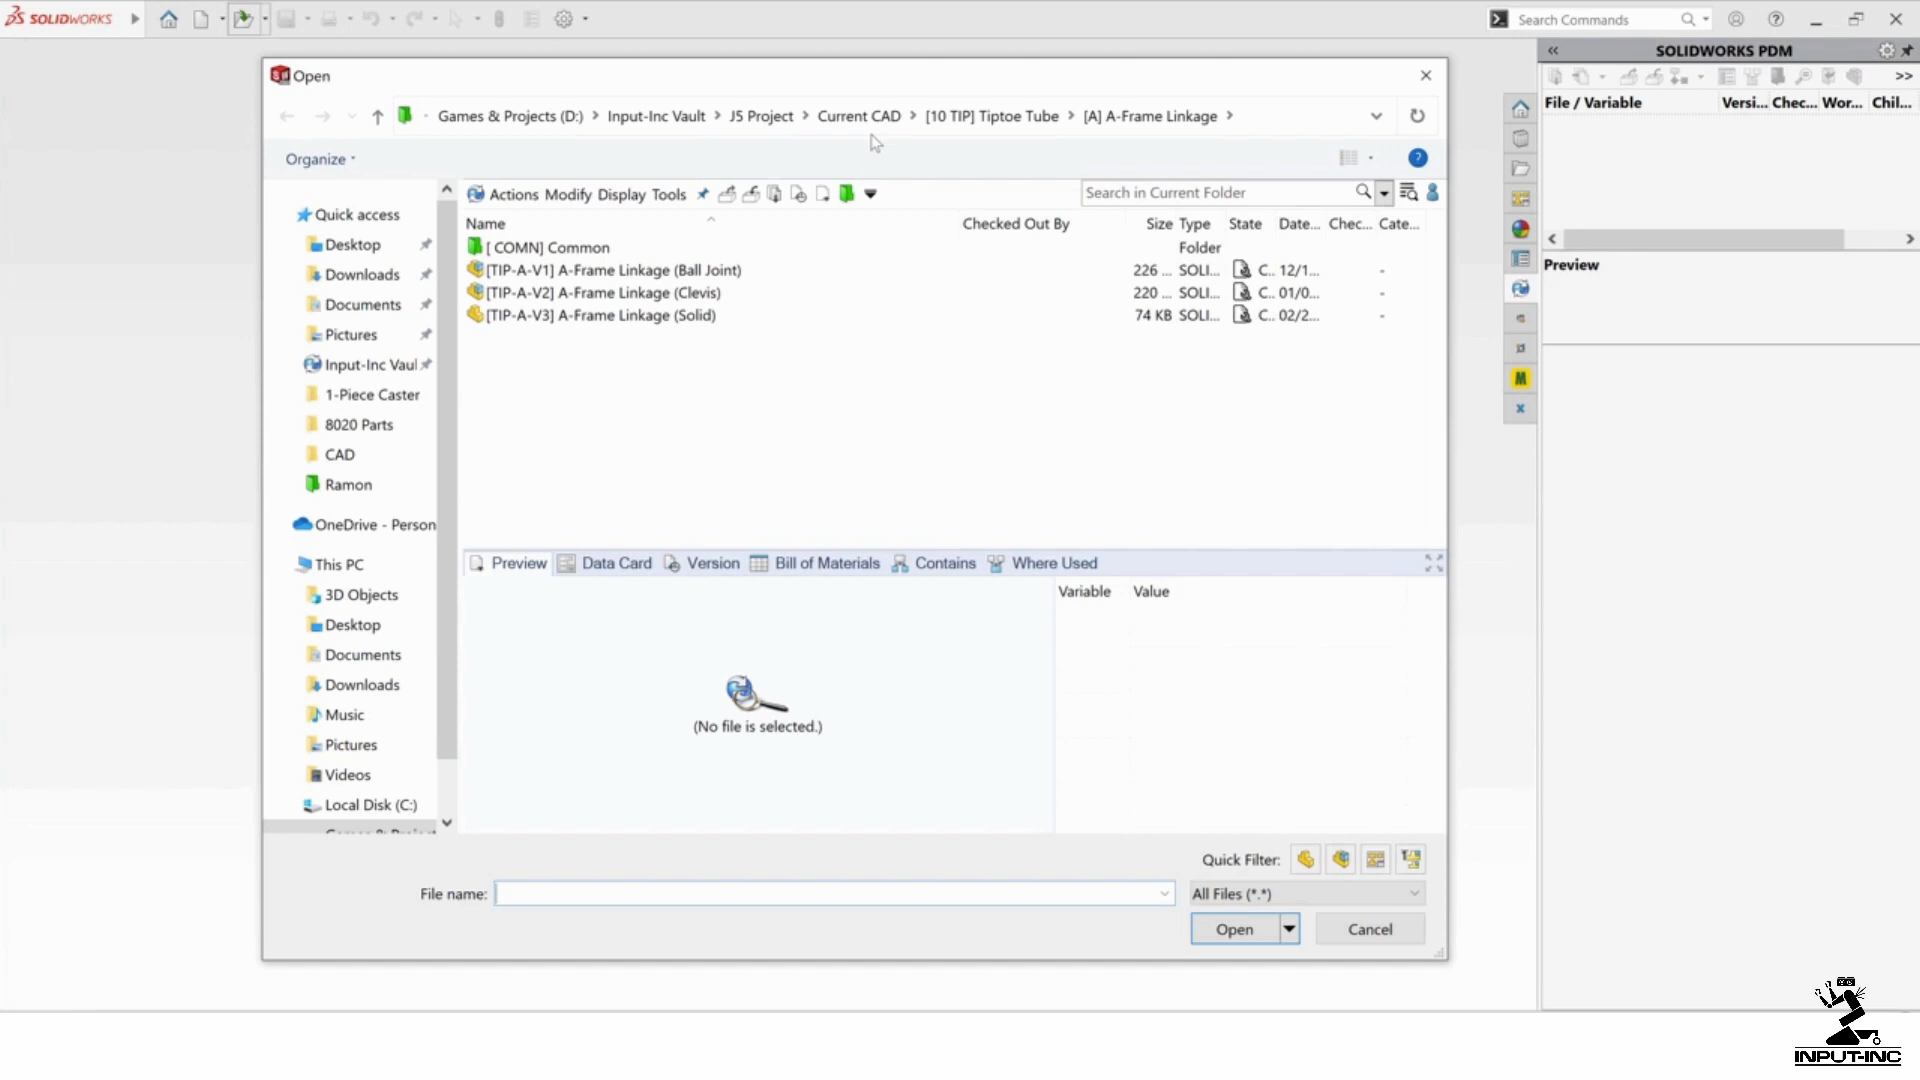 SOLIDWORKS
Search Commands
SOLIDWORKS PDM
Open
File / Variable Versi... Chec... Wor... Chil...
Games & Projects (D:) Input-Inc Vault J5 Project Current CAD [10 TIP] Tiptoe Tube [A] A-Frame Linkage
Organize
Actions Modify Display Tools
Search in Current Folder
Name Checked Out By Size Type State Date... Chec... Cate...
[ COMN] Common Folder
[TIP-A-V1] A-Frame Linkage (Ball Joint) 226 ... SOLI... C.. 12/1... -
[TIP-A-V2] A-Frame Linkage (Clevis) 220 ... SOLI... C.. 01/0... -
[TIP-A-V3] A-Frame Linkage (Solid) 74 KB SOLI... C.. 02/2... -
Quick access
Desktop
Downloads
Documents
Pictures
Input-Inc Vaul
1-Piece Caster
8020 Parts
CAD
Ramon
OneDrive - Person
This PC
3D Objects
Desktop
Documents
Downloads
Music
Pictures
Videos
Local Disk (C:)
Preview Data Card Version Bill of Materials Contains Where Used
Variable Value
(No file is selected.)
Preview
Quick Filter:
File name:
All Files (*.*)
Open
Cancel
INPUT-INC